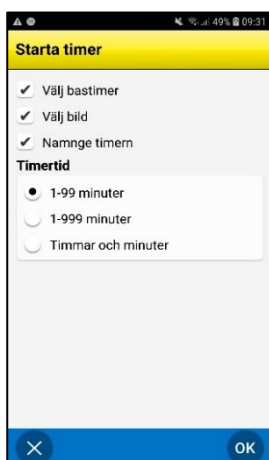 49% 09:31
Starta timer
Välj bastimer
Välj bild
Namnge timern
Timertid
1-99 minuter
1-999 minuter
Timmar och minuter
OK